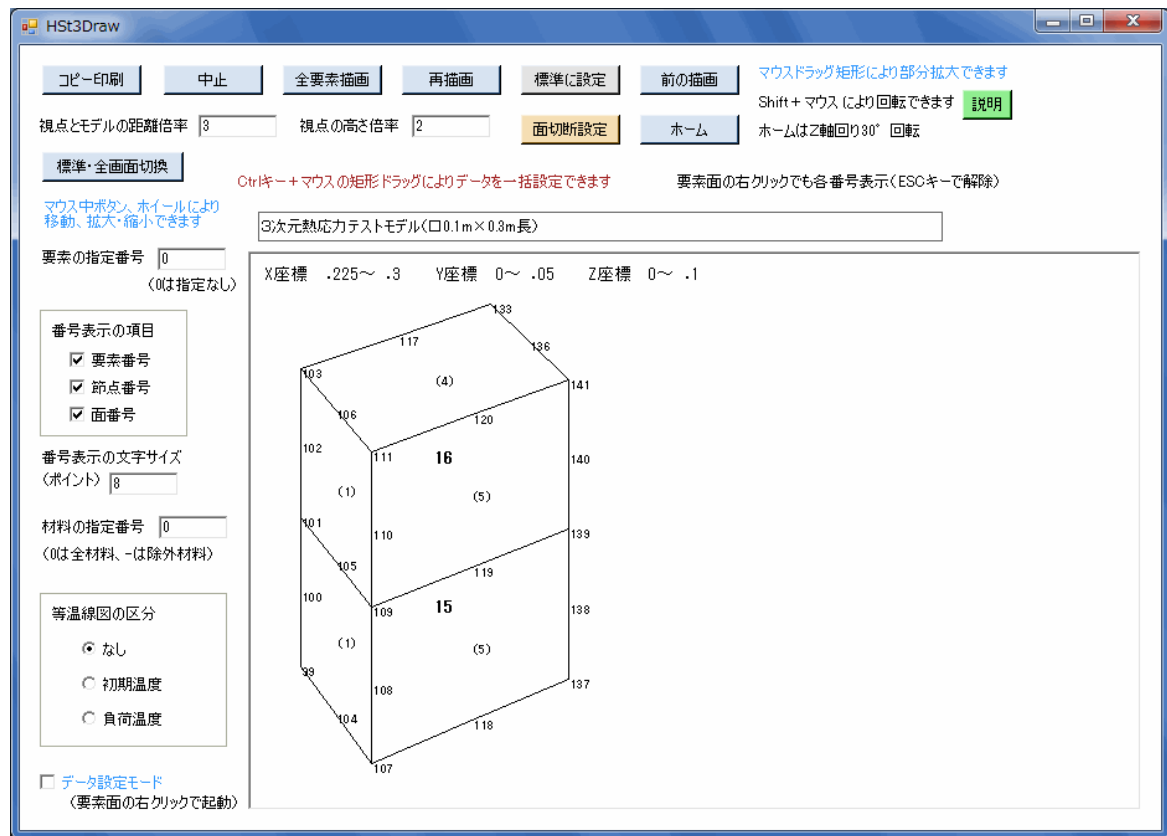 HSt3Draw
コピー印刷 中止 全要素描画 再描画 標準に設定 前の描画 マウスドラッグ矩形により部分拡大できます
Shift+マウスにより回転できます 説明
視点とモデルの距離倍率 3 視点の高さ倍率 2 面切断設定 ホーム ホームはZ軸回り30°回転
標準・全画面切換
Ctrlキー+マウスの矩形ドラッグによりデータを一括設定できます 要素面の右クリックでも各番号表示(ESCキーで解除)
マウス中ボタン、ホイールにより
移動、拡大・縮小できます
3次元熱応力テストモデル(口0.1m×0.3m長)
要素の指定番号 0
(0は指定なし)
番号表示の項目
要素番号
節点番号
面番号
番号表示の文字サイズ
(ポイント) 8
材料の指定番号 0
(0は全材料、-は除外材料)
等温線図の区分
なし
初期温度
負荷温度
データ設定モード
(要素面の右クリックで起動)
X座標 .225~ .3 Y座標 0~ .05 Z座標 0~ .1
133
117
136
103
(4)
141
106
120
102
111
16
140
(1)
(5)
101
110
139
105
119
100
109
15
138
(1)
(5)
99
108
137
104
118
107